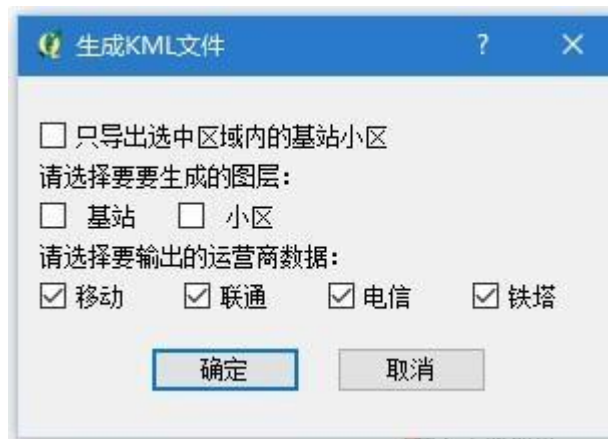 生成KML文件 ?
只导出选中区域内的基站小区
请选择要要生成的图层：
基站 小区
请选择要输出的运营商数据：
移动 联通 电信 铁塔
确定 取消